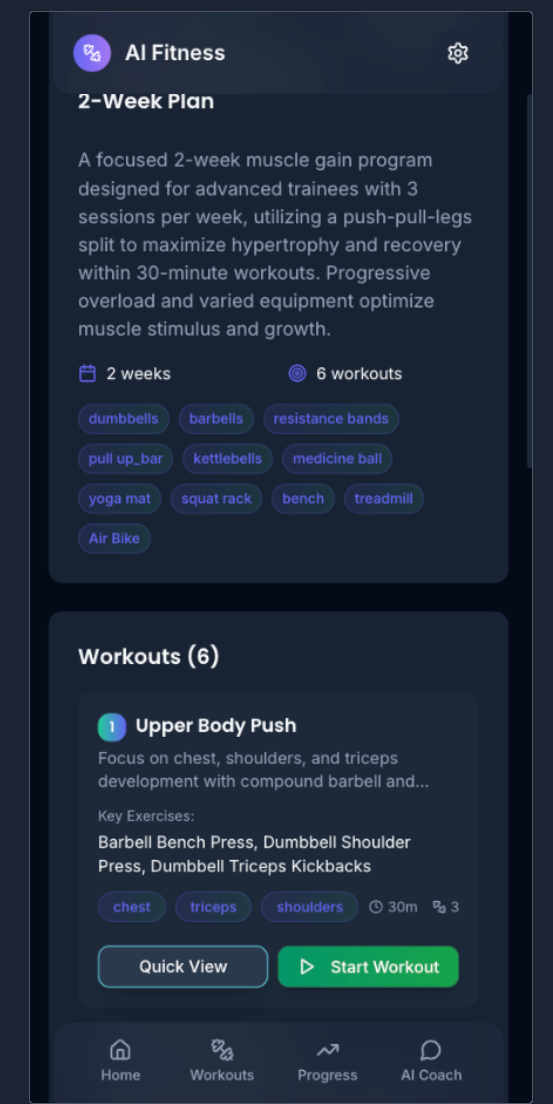 AI Fitness
2-Week Plan
A focused 2-week muscle gain program
designed for advanced trainees with 3
sessions per week, utilizing a push-pull-legs
split to maximize hypertrophy and recovery
within 30-minute workouts. Progressive
overload and varied equipment optimize
muscle stimulus and growth.
2 weeks 6 workouts
dumbbells barbells resistance bands
pull up_bar kettlebells medicine ball
yoga mat squat rack bench treadmill
Air Bike
Workouts (6)
1 Upper Body Push
Focus on chest, shoulders, and triceps
development with compound barbell and...
Key Exercises:
Barbell Bench Press, Dumbbell Shoulder
Press, Dumbbell Triceps Kickbacks
chest triceps shoulders 30m 3
Quick View Start Workout
Home Workouts Progress AI Coach